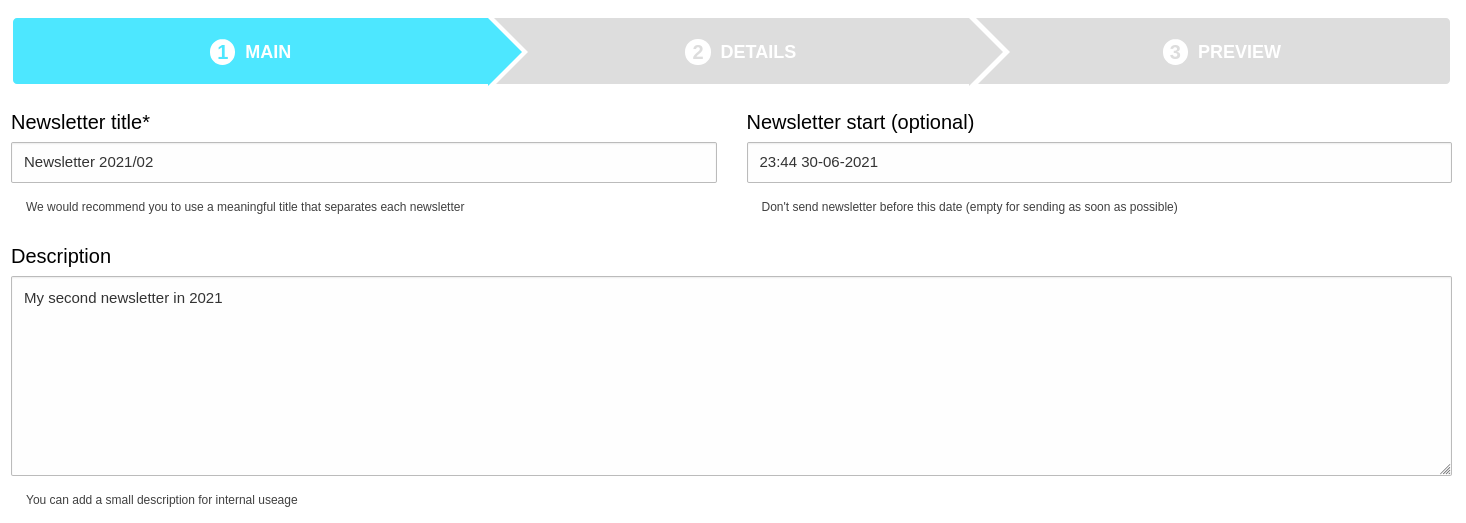 1 MAIN
2 DETAILS
3 PREVIEW
Newsletter title*
Newsletter start (optional)
Newsletter 2021/02
23:44 30-06-2021
We would recommend you to use a meaningful title that separates each newsletter
Don't send newsletter before this date (empty for sending as soon as possible)
Description
My second newsletter in 2021
You can add a small description for internal useage